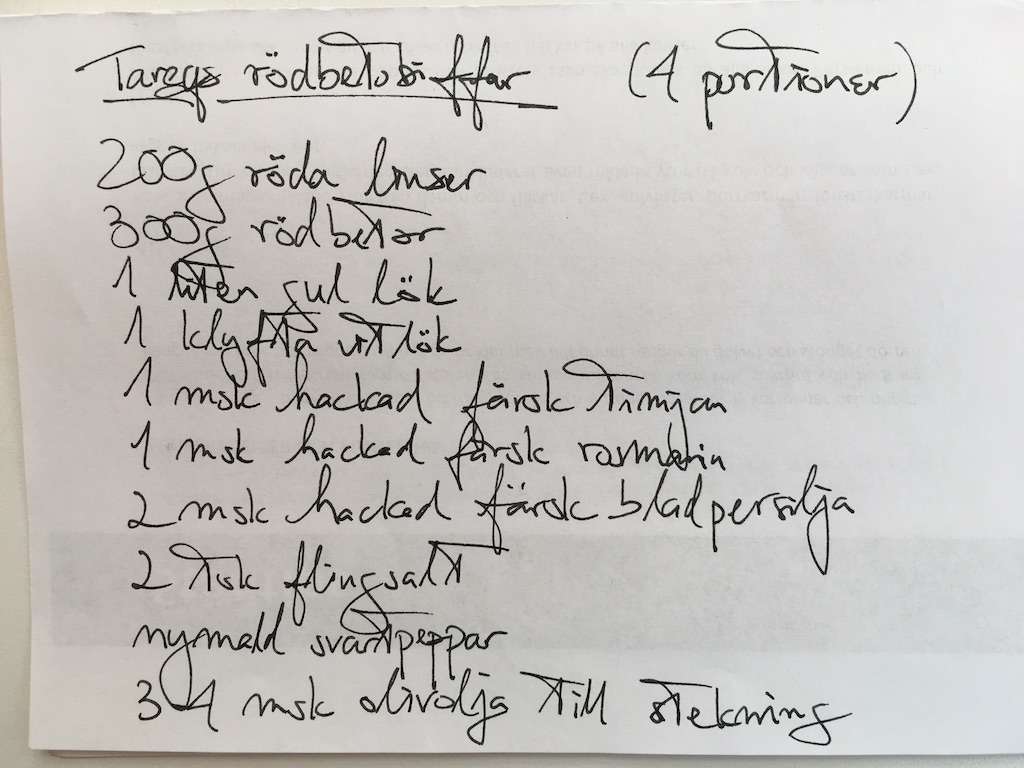 Tareqs rödbetsbiffar (4 portioner)
200g röda linser
300g rödbetor
1 liten gul lök
1 klyfta vitlök
1 msk hackad färsk timjan
1 msk hackad färsk rosmarin
2 msk hackad färsk bladpersilja
2 tsk flingsalt
nymald svartpeppar
3-4 msk olivolja till stekning